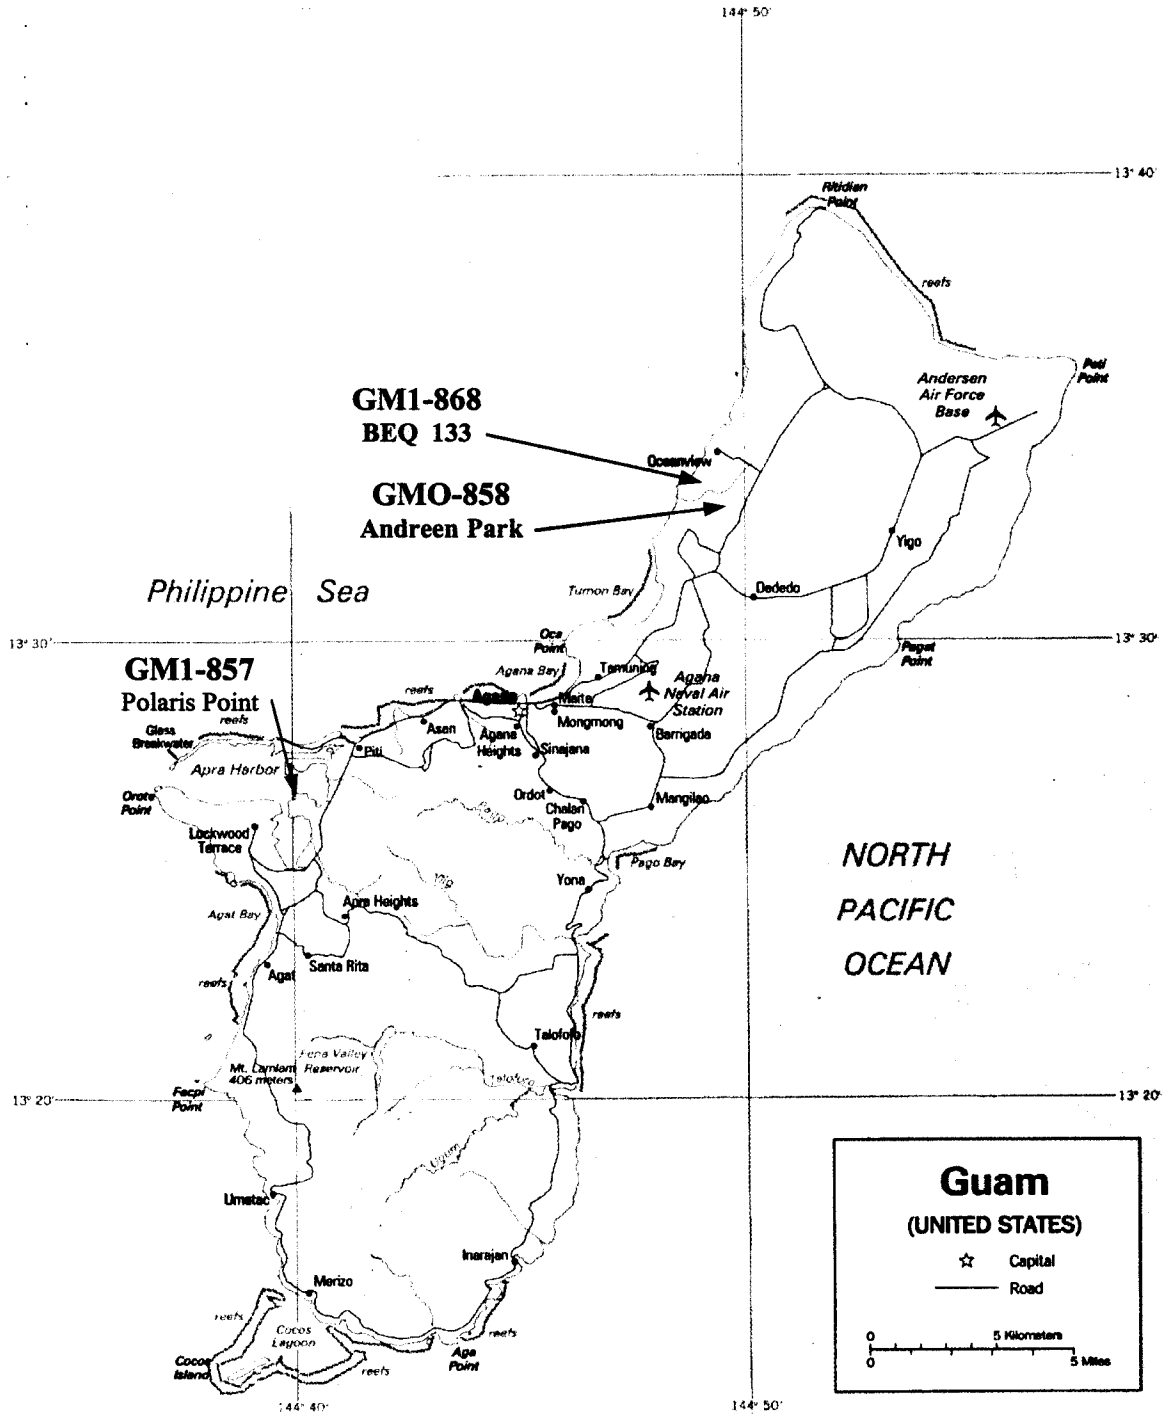 144° 50'
13° 40'
Ritidian
Point
reefs
Pati
Point
Andersen
Air Force
Base
GM1-868
BEQ 133
Oceanview
GMO-858
Andreen Park
Yigo
Philippine Sea
Tumon Bay
Dededo
13° 30'
Oca
Point
13° 30'
Pagat
Point
GM1-857
Polaris Point
Agana Bay
Tamuning
Agana
Naval Air
Station
reefs
Agana
Maite
Mongmong
reefs
Glass
Breakwater
Asan
Agana
Heights
Barrigada
Piti
Sinajana
Apra Harbor
Orote
Point
Ordot
Chalan
Pago
Mangilao
Pago
Lockwood
Terrace
Pago Bay
NORTH
PACIFIC
OCEAN
Ylig
Yona
Apra Heights
Agat Bay
Santa Rita
Agat
reefs
reefs
Talofofo
Fena Valley
Reservoir
Mt. Lamlam
406 meters
Talofofo
Facpi
Point
13° 20'
13° 20'
Ugum
Umatac
Inarajan
Merizo
reefs
Cocos
Lagoon
reefs
Aga
Point
Cocos
Island
reefs
144° 40'
144° 50'
Guam
(UNITED STATES)
Capital
Road
0 5 Kilometers
0 5 Miles